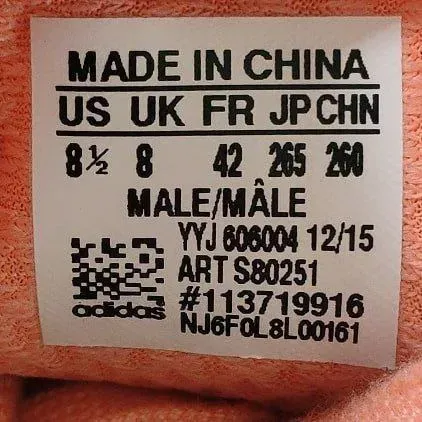 MADE IN CHINA
US UK FR JP CHN
8½ 8 42 265 260
MALE/MÂLE
YYJ 606004 12/15
ART S80251
#113719916
adidas NJ6F0L8L00161